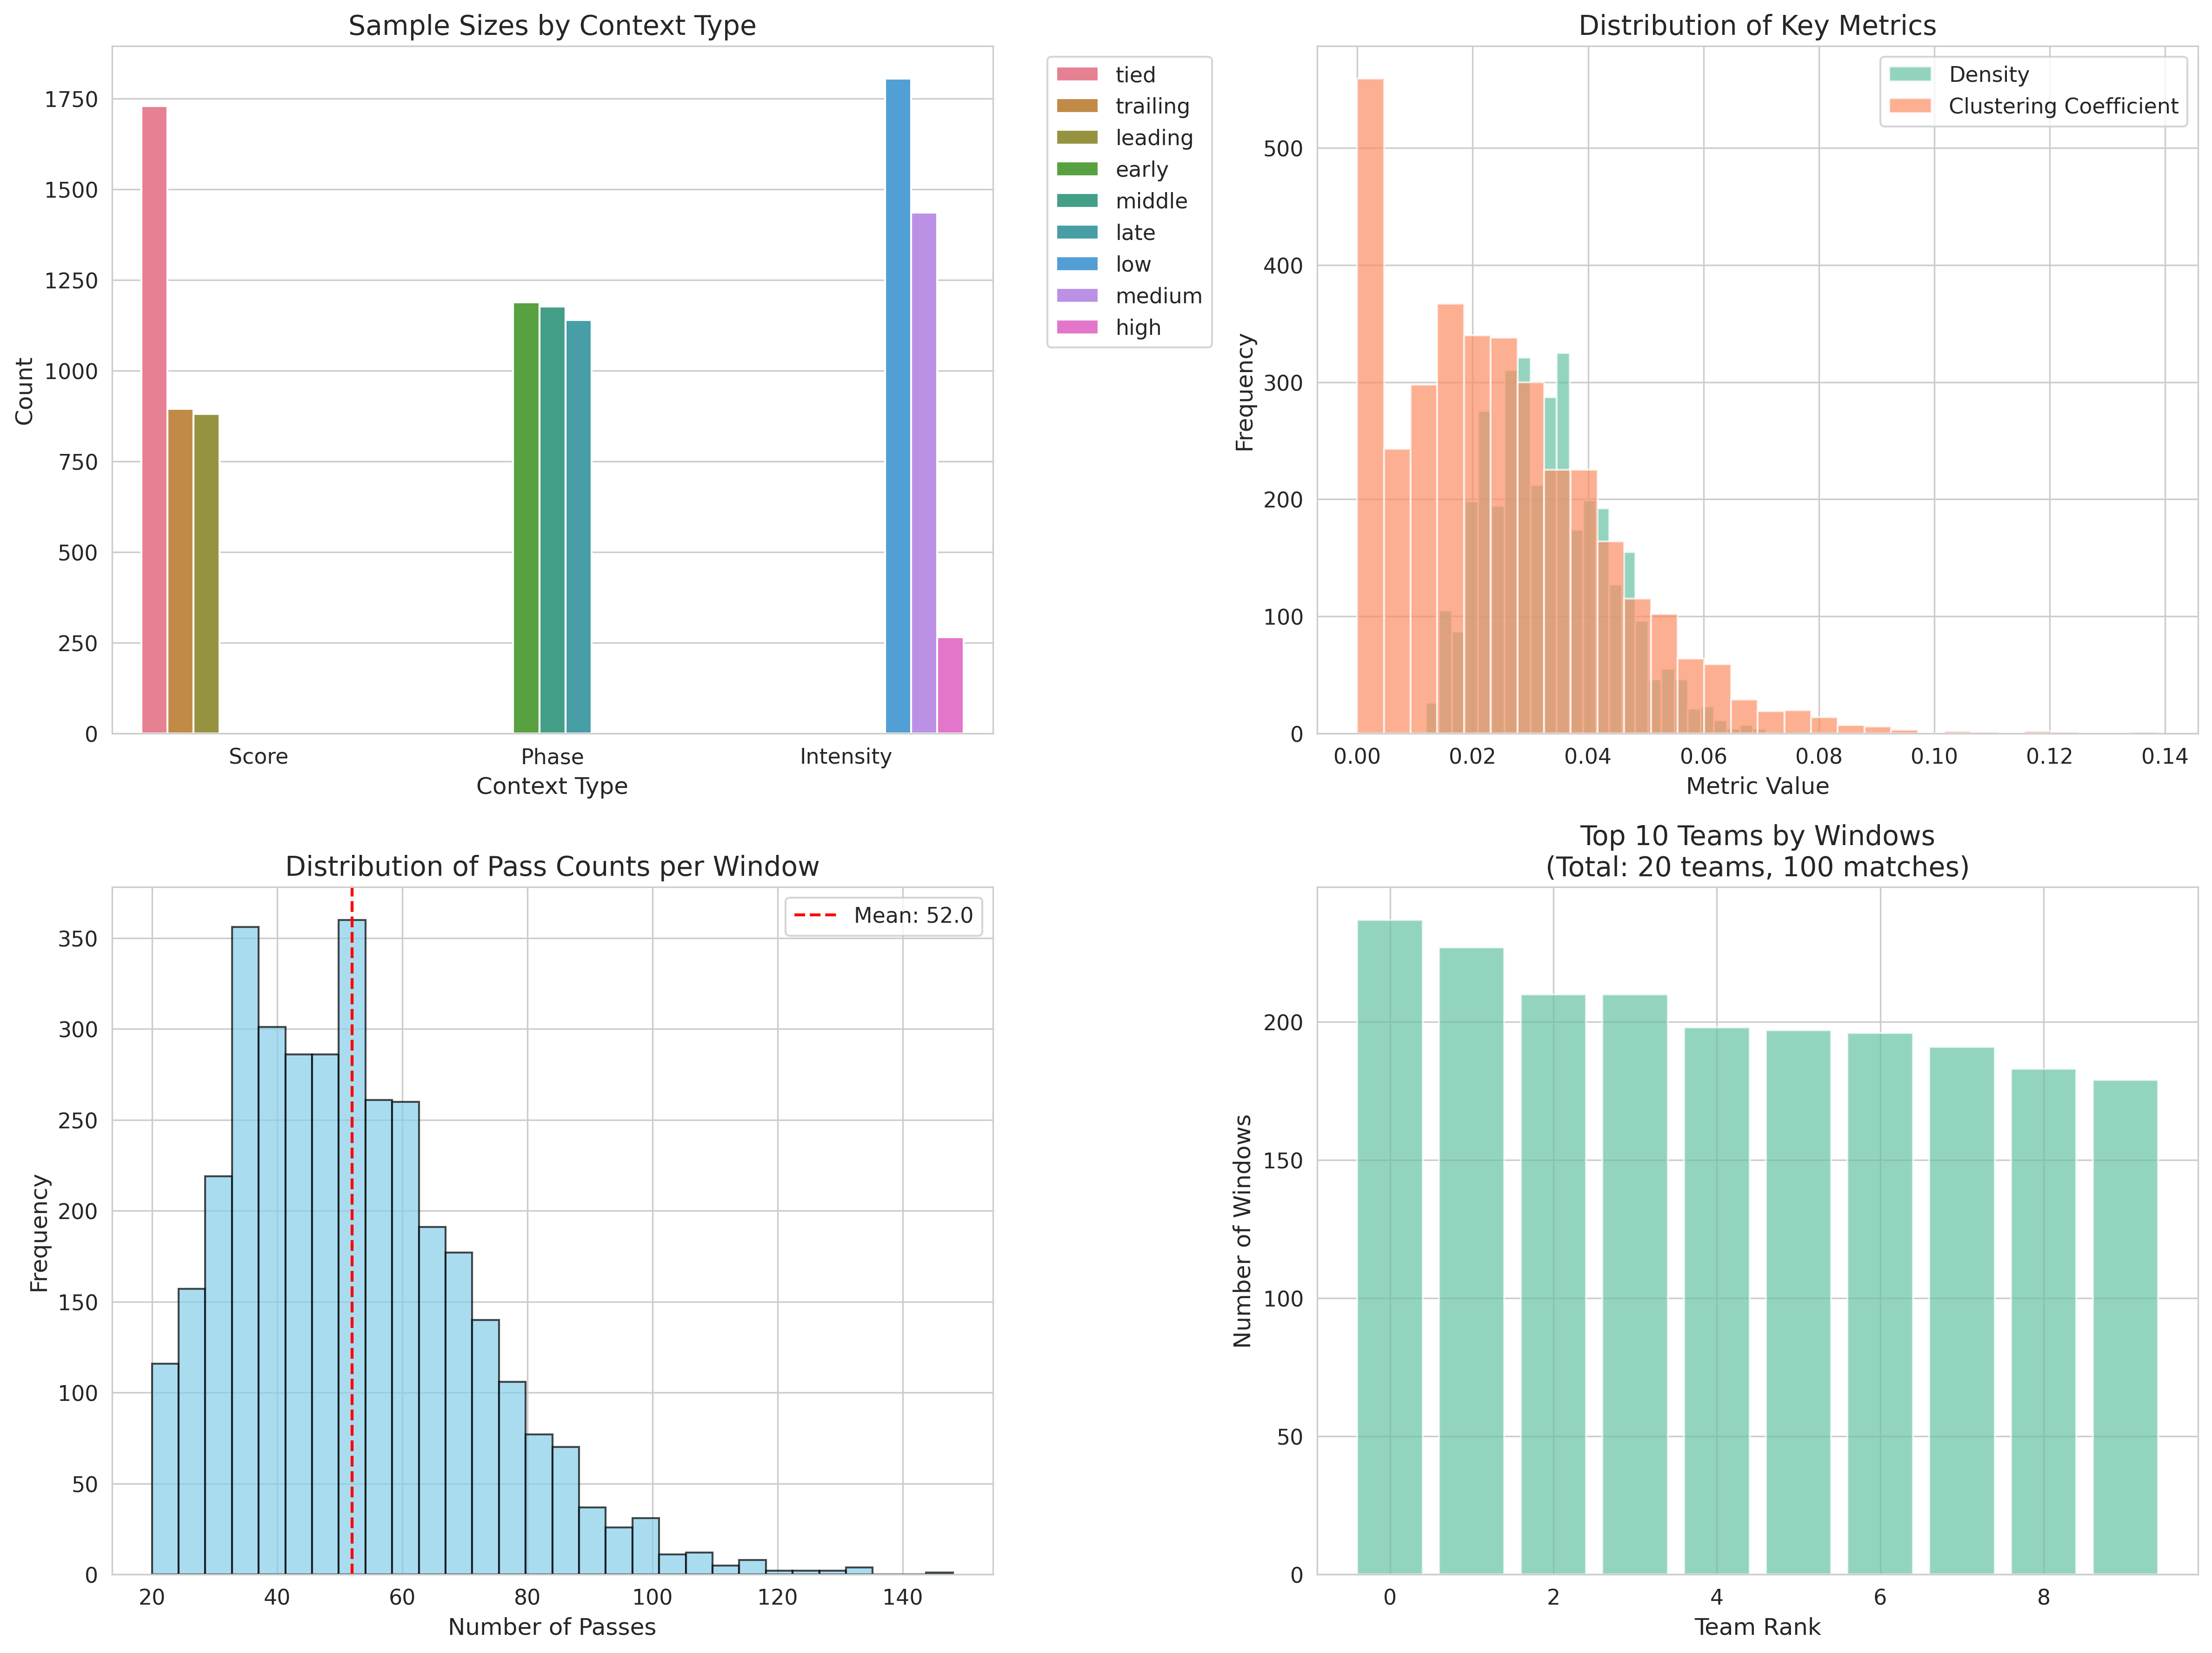 Sample Sizes by Context Type
Count
1750
1500
1250
1000
750
500
250
0
Score
Phase
Intensity
Context Type
tied
trailing
leading
early
middle
late
low
medium
high
Distribution of Key Metrics
Density
Clustering Coefficient
Frequency
500
400
300
200
100
0
0.00
0.02
0.04
0.06
0.08
0.10
0.12
0.14
Metric Value
Distribution of Pass Counts per Window
Mean: 52.0
Frequency
350
300
250
200
150
100
50
0
20
40
60
80
100
120
140
Number of Passes
Top 10 Teams by Windows
(Total: 20 teams, 100 matches)
Number of Windows
200
150
100
50
0
0
2
4
6
8
Team Rank